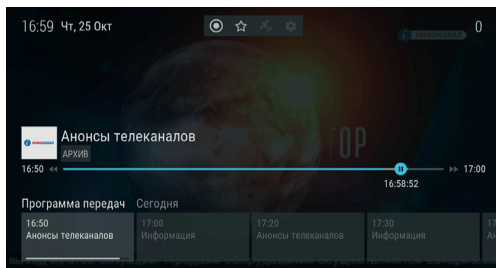 16:59 Чт, 25 Окт
0
ИНФОКАНАЛ
Анонсы телеканалов
АРХИВ
16:50
17:00
16:58:52
Программа передач Сегодня
16:50
Анонсы телеканалов
17:00
Информация
17:20
Анонсы телеканалов
17:30
Информация